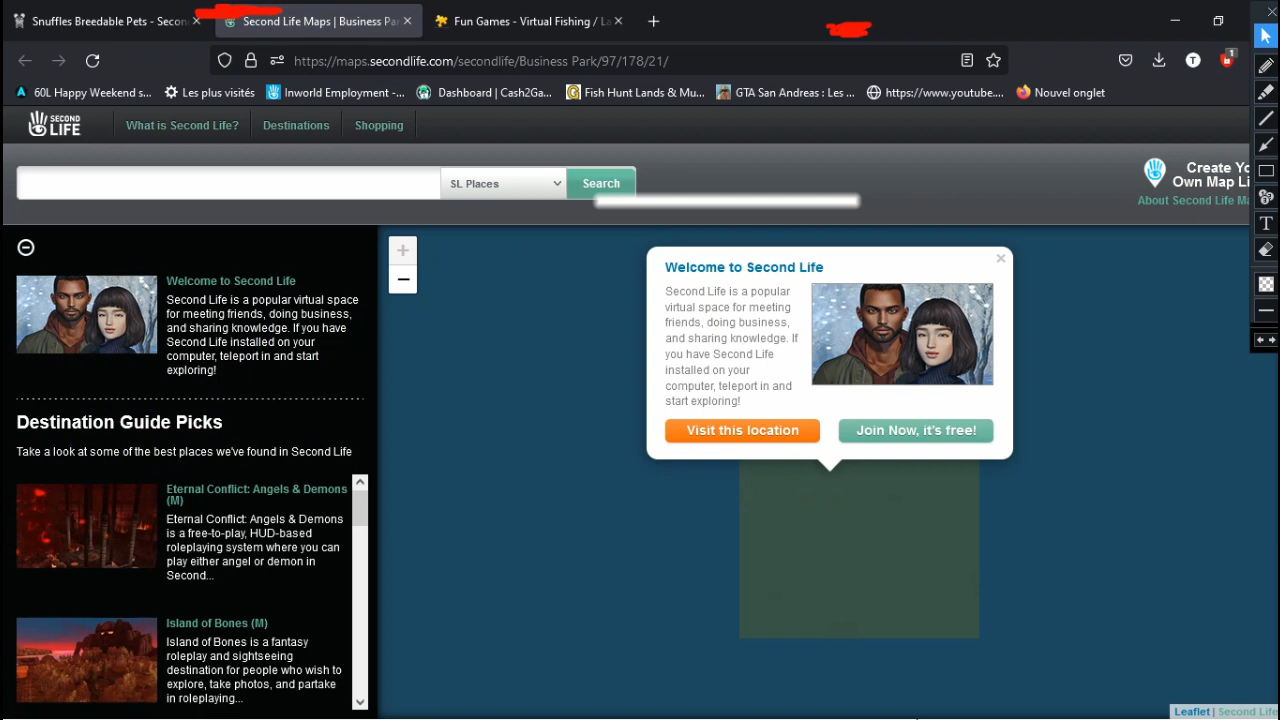 Snuffles Breedable Pets - Secon
Second Life Maps | Business Par
Fun Games - Virtual Fishing / La
https://maps.secondlife.com/secondlife/Business Park/97/178/21/
T
1
60L Happy Weekend s...
Les plus visités
Inworld Employment -...
Dashboard | Cash2Ga...
Fish Hunt Lands & Mu...
GTA San Andreas : Les ...
https://www.youtube....
Nouvel onglet
SECOND
LIFE
What is Second Life?
Destinations
Shopping
SL Places
Search
Create Yo
Own Map Li
About Second Life Ma
Welcome to Second Life
Second Life is a popular
virtual space for meeting
friends, doing business,
and sharing knowledge. If
you have Second Life
installed on your
computer, teleport in and
start exploring!
Visit this location
Join Now, it's free!
Welcome to Second Life
Second Life is a popular virtual space
for meeting friends, doing business,
and sharing knowledge. If you have
Second Life installed on your
computer, teleport in and start
exploring!
Destination Guide Picks
Take a look at some of the best places we've found in Second Life
Eternal Conflict: Angels & Demons
(M)
Eternal Conflict: Angels & Demons
is a free-to-play, HUD-based
roleplaying system where you can
play either angel or demon in
Second...
Island of Bones (M)
Island of Bones is a fantasy
roleplay and sightseeing
destination for people who wish to
explore, take photos, and partake
in roleplaying...
Leaflet | Second Life
T